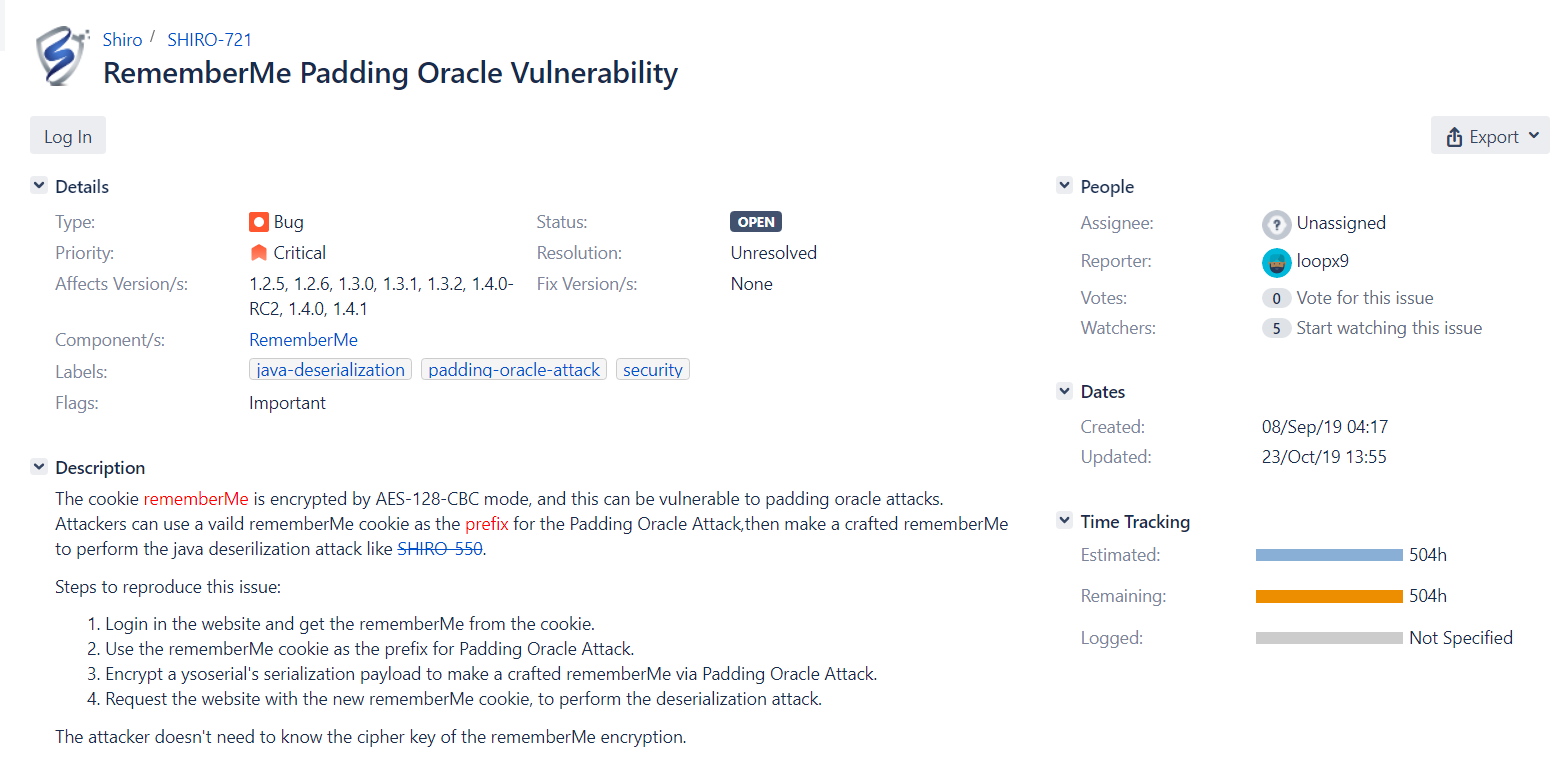 Shiro / SHIRO-721
RememberMe Padding Oracle Vulnerability
Log In
Export
Details
Type: Bug
Status: OPEN
Priority: Critical
Resolution: Unresolved
Affects Version/s: 1.2.5, 1.2.6, 1.3.0, 1.3.1, 1.3.2, 1.4.0-
RC2, 1.4.0, 1.4.1
Fix Version/s: None
Component/s: RememberMe
Labels: java-deserialization padding-oracle-attack security
Flags: Important
Description
The cookie rememberMe is encrypted by AES-128-CBC mode, and this can be vulnerable to padding oracle attacks.
Attackers can use a vaild rememberMe cookie as the prefix for the Padding Oracle Attack,then make a crafted rememberMe
to perform the java deserilization attack like SHIRO-550.
Steps to reproduce this issue:
1. Login in the website and get the rememberMe from the cookie.
2. Use the rememberMe cookie as the prefix for Padding Oracle Attack.
3. Encrypt a ysoserial's serialization payload to make a crafted rememberMe via Padding Oracle Attack.
4. Request the website with the new rememberMe cookie, to perform the deserialization attack.
The attacker doesn't need to know the cipher key of the rememberMe encryption.
People
Assignee: Unassigned
Reporter: loopx9
Votes: 0 Vote for this issue
Watchers: 5 Start watching this issue
Dates
Created: 08/Sep/19 04:17
Updated: 23/Oct/19 13:55
Time Tracking
Estimated: 504h
Remaining: 504h
Logged: Not Specified